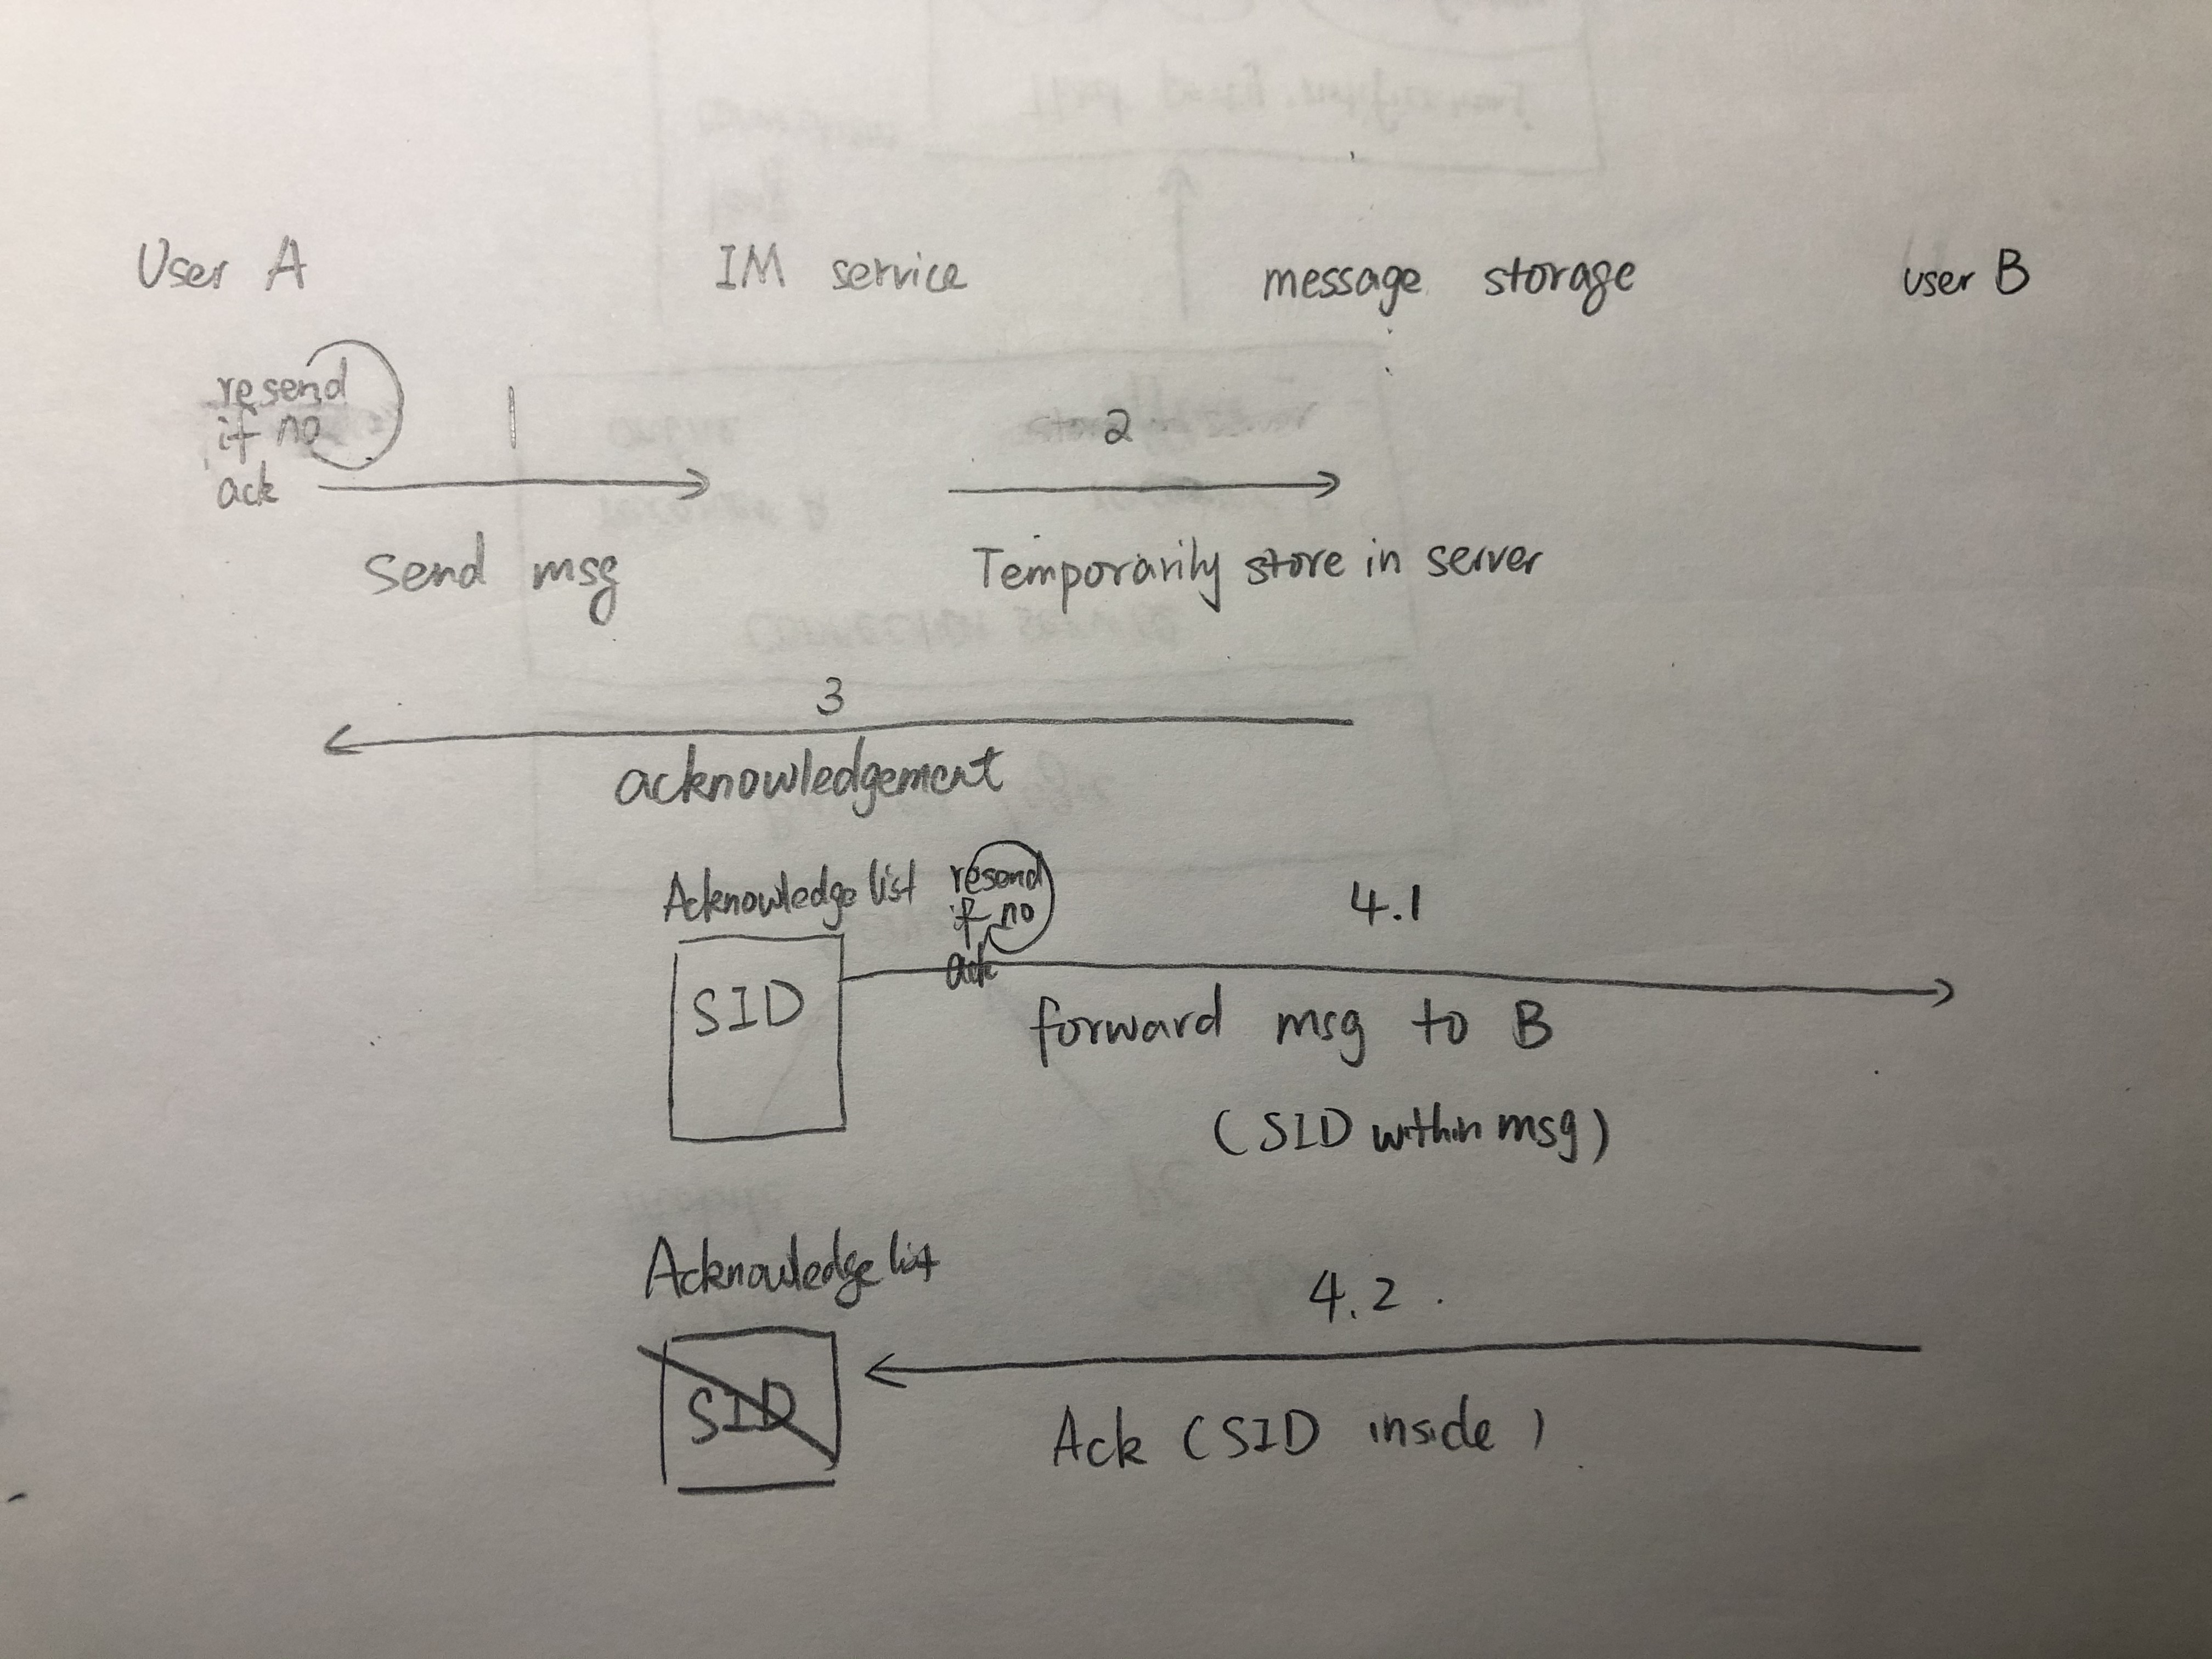 User A IM service message storage user B
resend
if no
ack
1
2
Send msg
Temporarily store in server
3
acknowledgement
Acknowledge list
resend
if no
ack
4.1
SID
forward msg to B
(SID within msg)
Acknowledge list
4.2
SID
Ack (SID inside)